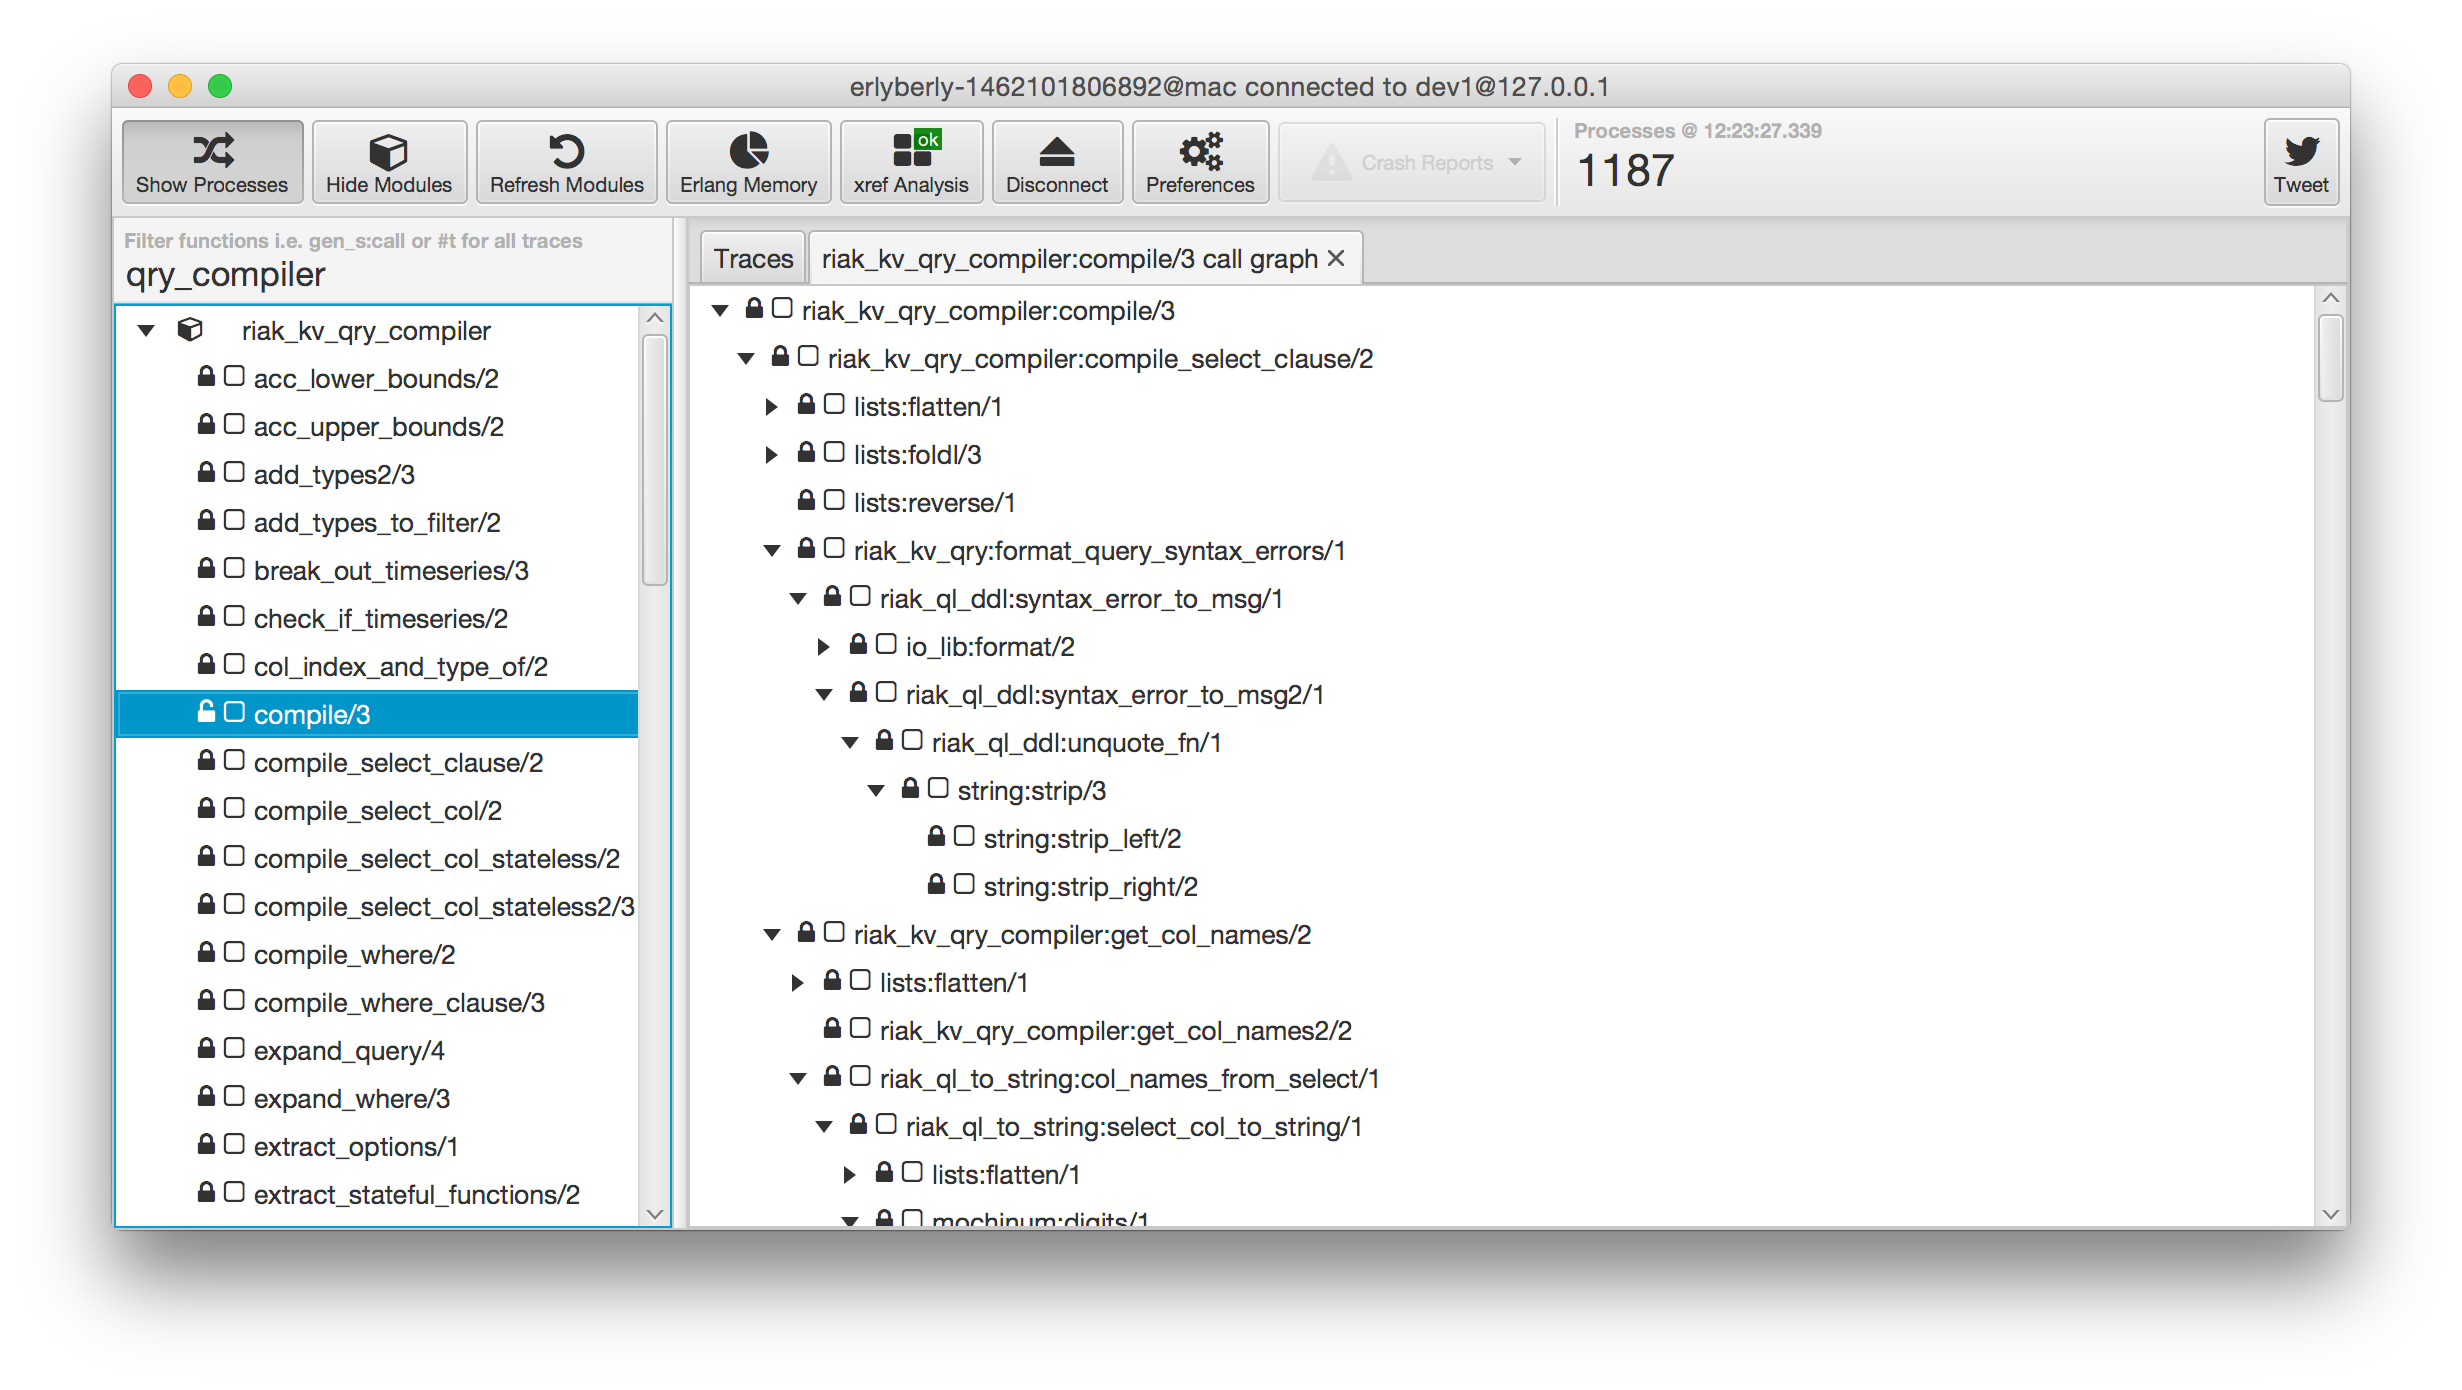 erlyberly-1462101806892@mac connected to dev1@127.0.0.1
Show Processes
Hide Modules
Refresh Modules
Erlang Memory
ok
xref Analysis
Disconnect
Preferences
Crash Reports
Processes @ 12:23:27.339
1187
Tweet
Filter functions i.e. gen_s:call or #t for all traces
qry_compiler
riak_kv_qry_compiler
acc_lower_bounds/2
acc_upper_bounds/2
add_types2/3
add_types_to_filter/2
break_out_timeseries/3
check_if_timeseries/2
col_index_and_type_of/2
compile/3
compile_select_clause/2
compile_select_col/2
compile_select_col_stateless/2
compile_select_col_stateless2/3
compile_where/2
compile_where_clause/3
expand_query/4
expand_where/3
extract_options/1
extract_stateful_functions/2
Traces
riak_kv_qry_compiler:compile/3 call graph
riak_kv_qry_compiler:compile/3
riak_kv_qry_compiler:compile_select_clause/2
lists:flatten/1
lists:foldl/3
lists:reverse/1
riak_kv_qry:format_query_syntax_errors/1
riak_ql_ddl:syntax_error_to_msg/1
io_lib:format/2
riak_ql_ddl:syntax_error_to_msg2/1
riak_ql_ddl:unquote_fn/1
string:strip/3
string:strip_left/2
string:strip_right/2
riak_kv_qry_compiler:get_col_names/2
lists:flatten/1
riak_kv_qry_compiler:get_col_names2/2
riak_ql_to_string:col_names_from_select/1
riak_ql_to_string:select_col_to_string/1
lists:flatten/1
mochinum:digits/1